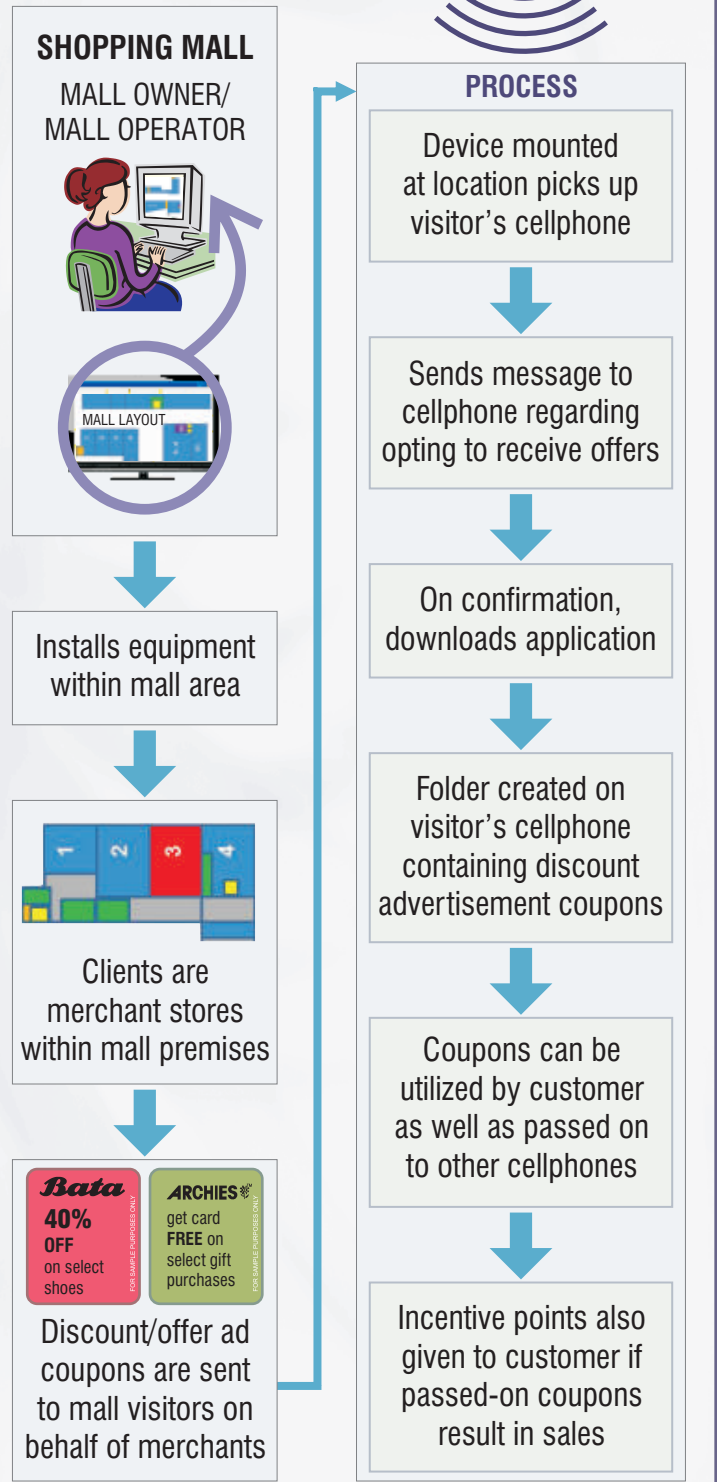 SHOPPING MALL
MALL OWNER/
MALL OPERATOR
MALL LAYOUT
Installs equipment
within mall area
1
2
3
4
Clients are
merchant stores
within mall premises
Bata
40%
OFF
on select
shoes
FOR SAMPLE PURPOSES ONLY
ARCHIES
get card
FREE on
select gift
purchases
FOR SAMPLE PURPOSES ONLY
Discount/offer ad
coupons are sent
to mall visitors on
behalf of merchants
PROCESS
Device mounted
at location picks up
visitor's cellphone
Sends message to
cellphone regarding
opting to receive offers
On confirmation,
downloads application
Folder created on
visitor's cellphone
containing discount
advertisement coupons
Coupons can be
utilized by customer
as well as passed on
to other cellphones
Incentive points also
given to customer if
passed-on coupons
result in sales